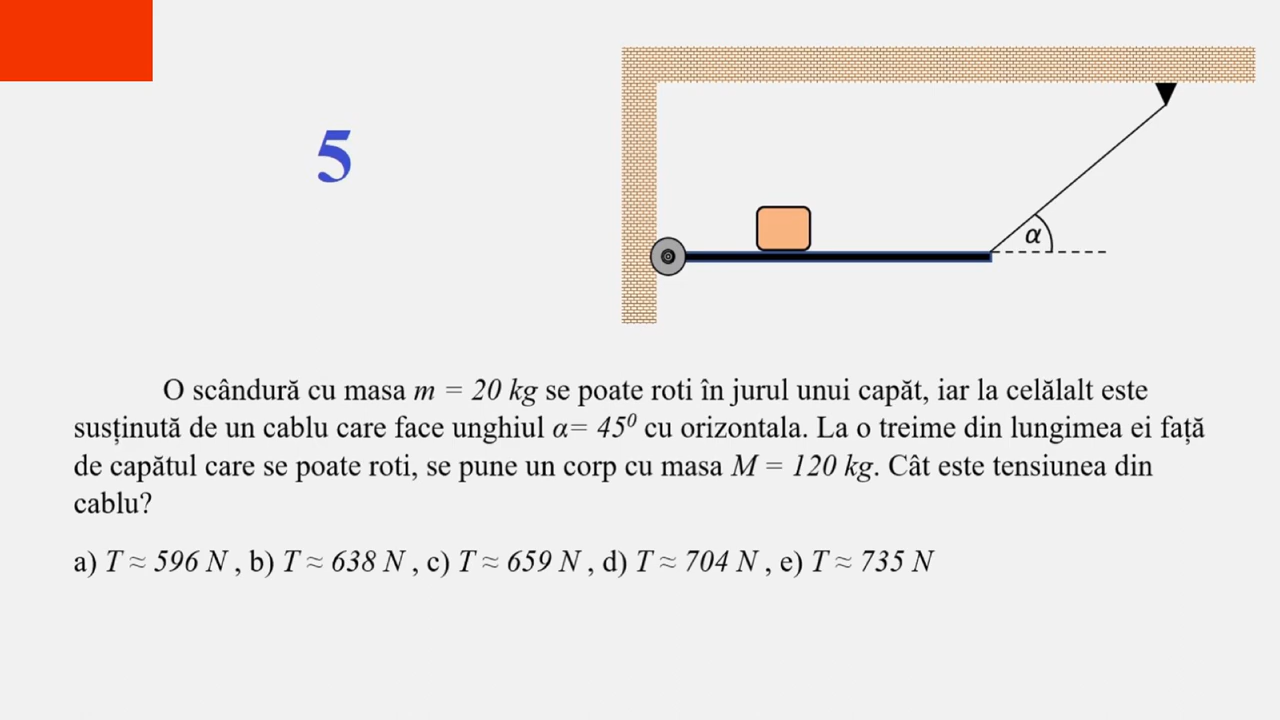 5
α
O scândură cu masa m = 20 kg se poate roti în jurul unui capăt, iar la celălalt este
susținută de un cablu care face unghiul α= 45⁰ cu orizontala. La o treime din lungimea ei față
de capătul care se poate roti, se pune un corp cu masa M = 120 kg. Cât este tensiunea din
cablu?
a) T ≈ 596 N , b) T ≈ 638 N , c) T ≈ 659 N , d) T ≈ 704 N , e) T ≈ 735 N